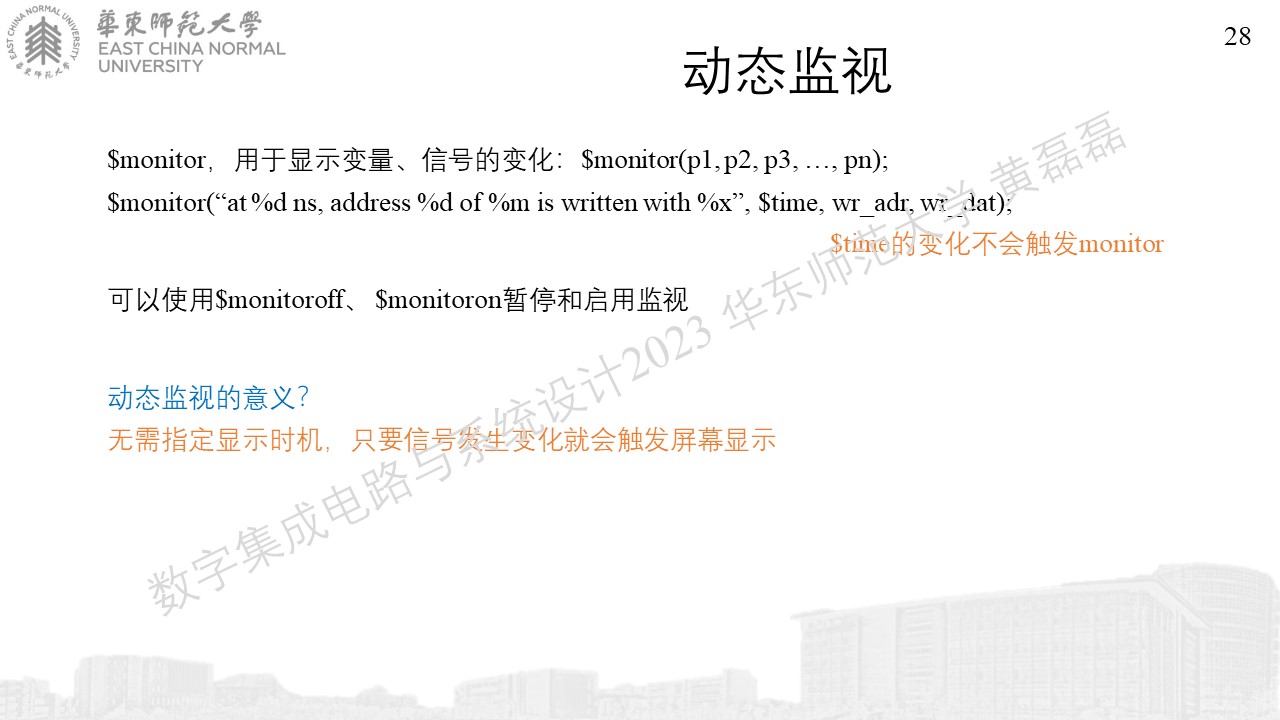 華東師範大學
EAST CHINA NORMAL
UNIVERSITY
EAST CHINA NORMAL UNIVERSITY
華東师范大学
28
动态监视
$monitor，用于显示变量、信号的变化：$monitor(p1, p2, p3, …, pn);
$monitor(“at %d ns, address %d of %m is written with %x”, $time, wr_adr, wr_dat);
$time的变化不会触发monitor
可以使用$monitoroff、$monitoron暂停和启用监视
动态监视的意义？
无需指定显示时机，只要信号发生变化就会触发屏幕显示
数字集成电路与系统设计2023 华东师范大学 黄磊磊